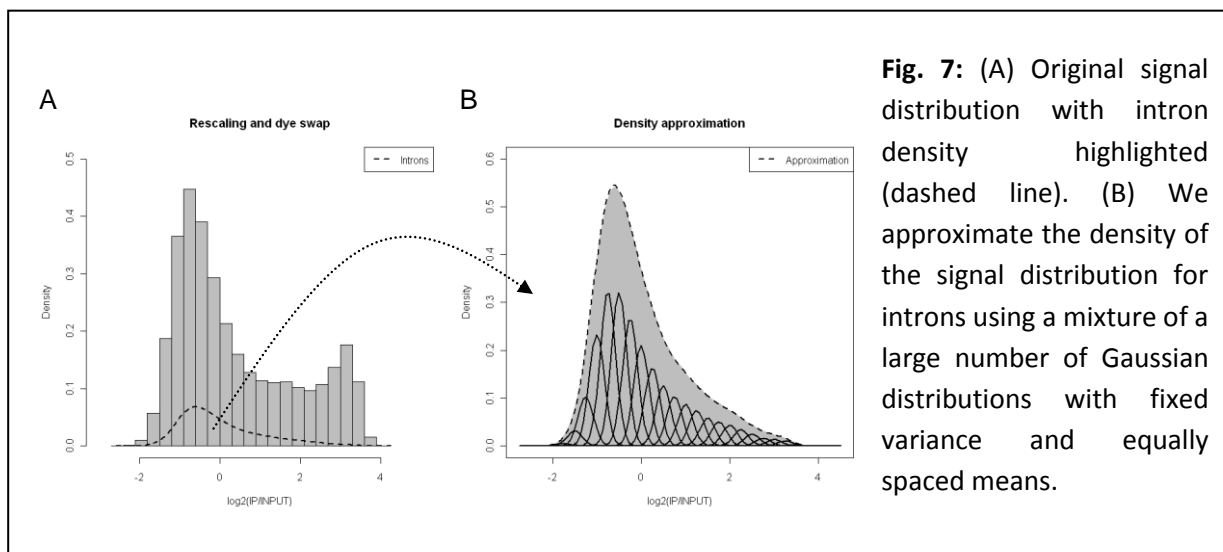 A
Rescaling and dye swap
Introns
0.5
0.4
0.3
0.2
0.1
0.0
Density
-2
0
2
4
log2(IP/INPUT)
B
Density approximation
Approximation
0.6
0.5
0.4
0.3
0.2
0.1
0.0
Density
-2
0
2
4
log2(IP/INPUT)
Fig. 7: (A) Original signal
distribution with intron
density highlighted
(dashed line). (B) We
approximate the density of
the signal distribution for
introns using a mixture of a
large number of Gaussian
distributions with fixed
variance and equally
spaced means.